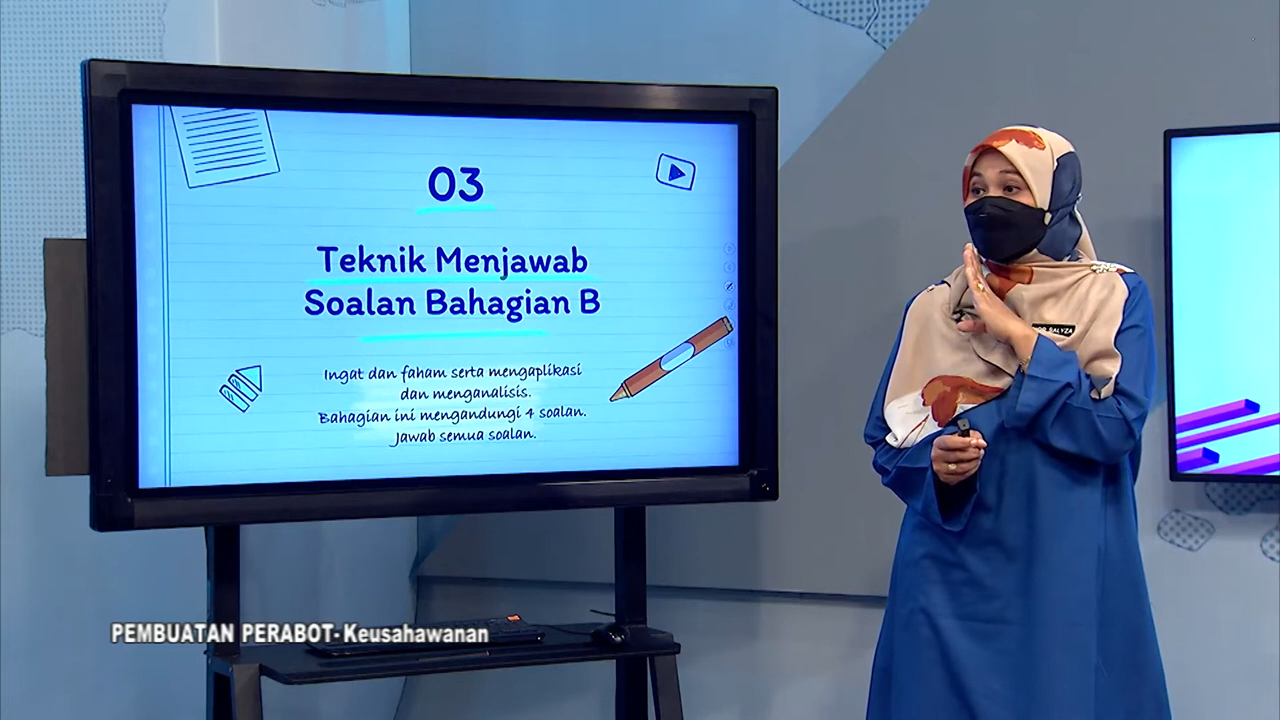 03
Teknik Menjawab
Soalan Bahagian B
Ingat dan faham serta mengaplikasi
dan menganalisis.
Bahagian ini mengandungi 4 soalan.
Jawab semua soalan.
SALYZA
PEMBUATAN PERABOT-Keusahawanan